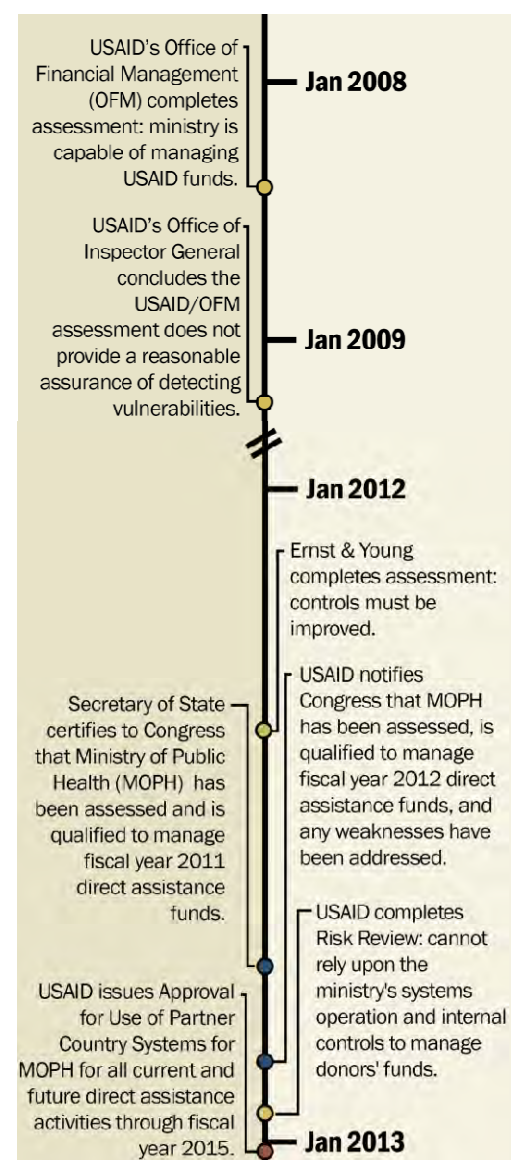 USAID's Office of
Financial Management
(OFM) completes
assessment: ministry is
capable of managing
USAID funds.
Jan 2008
USAID's Office of
Inspector General
concludes the
USAID/OFM
assessment does not
provide a reasonable
assurance of detecting
vulnerabilities.
Jan 2009
Jan 2012
Ernst & Young
completes assessment:
controls must be
improved.
Secretary of State
certifies to Congress
that Ministry of Public
Health (MOPH) has
been assessed and is
qualified to manage
fiscal year 2011
direct assistance
funds.
USAID notifies
Congress that MOPH
has been assessed, is
qualified to manage
fiscal year 2012 direct
assistance funds, and
any weaknesses have
been addressed.
USAID completes
Risk Review: cannot
rely upon the
ministry's systems
operation and internal
controls to manage
donors' funds.
USAID issues Approval
for Use of Partner
Country Systems for
MOPH for all current and
future direct assistance
activities through fiscal
year 2015.
Jan 2013